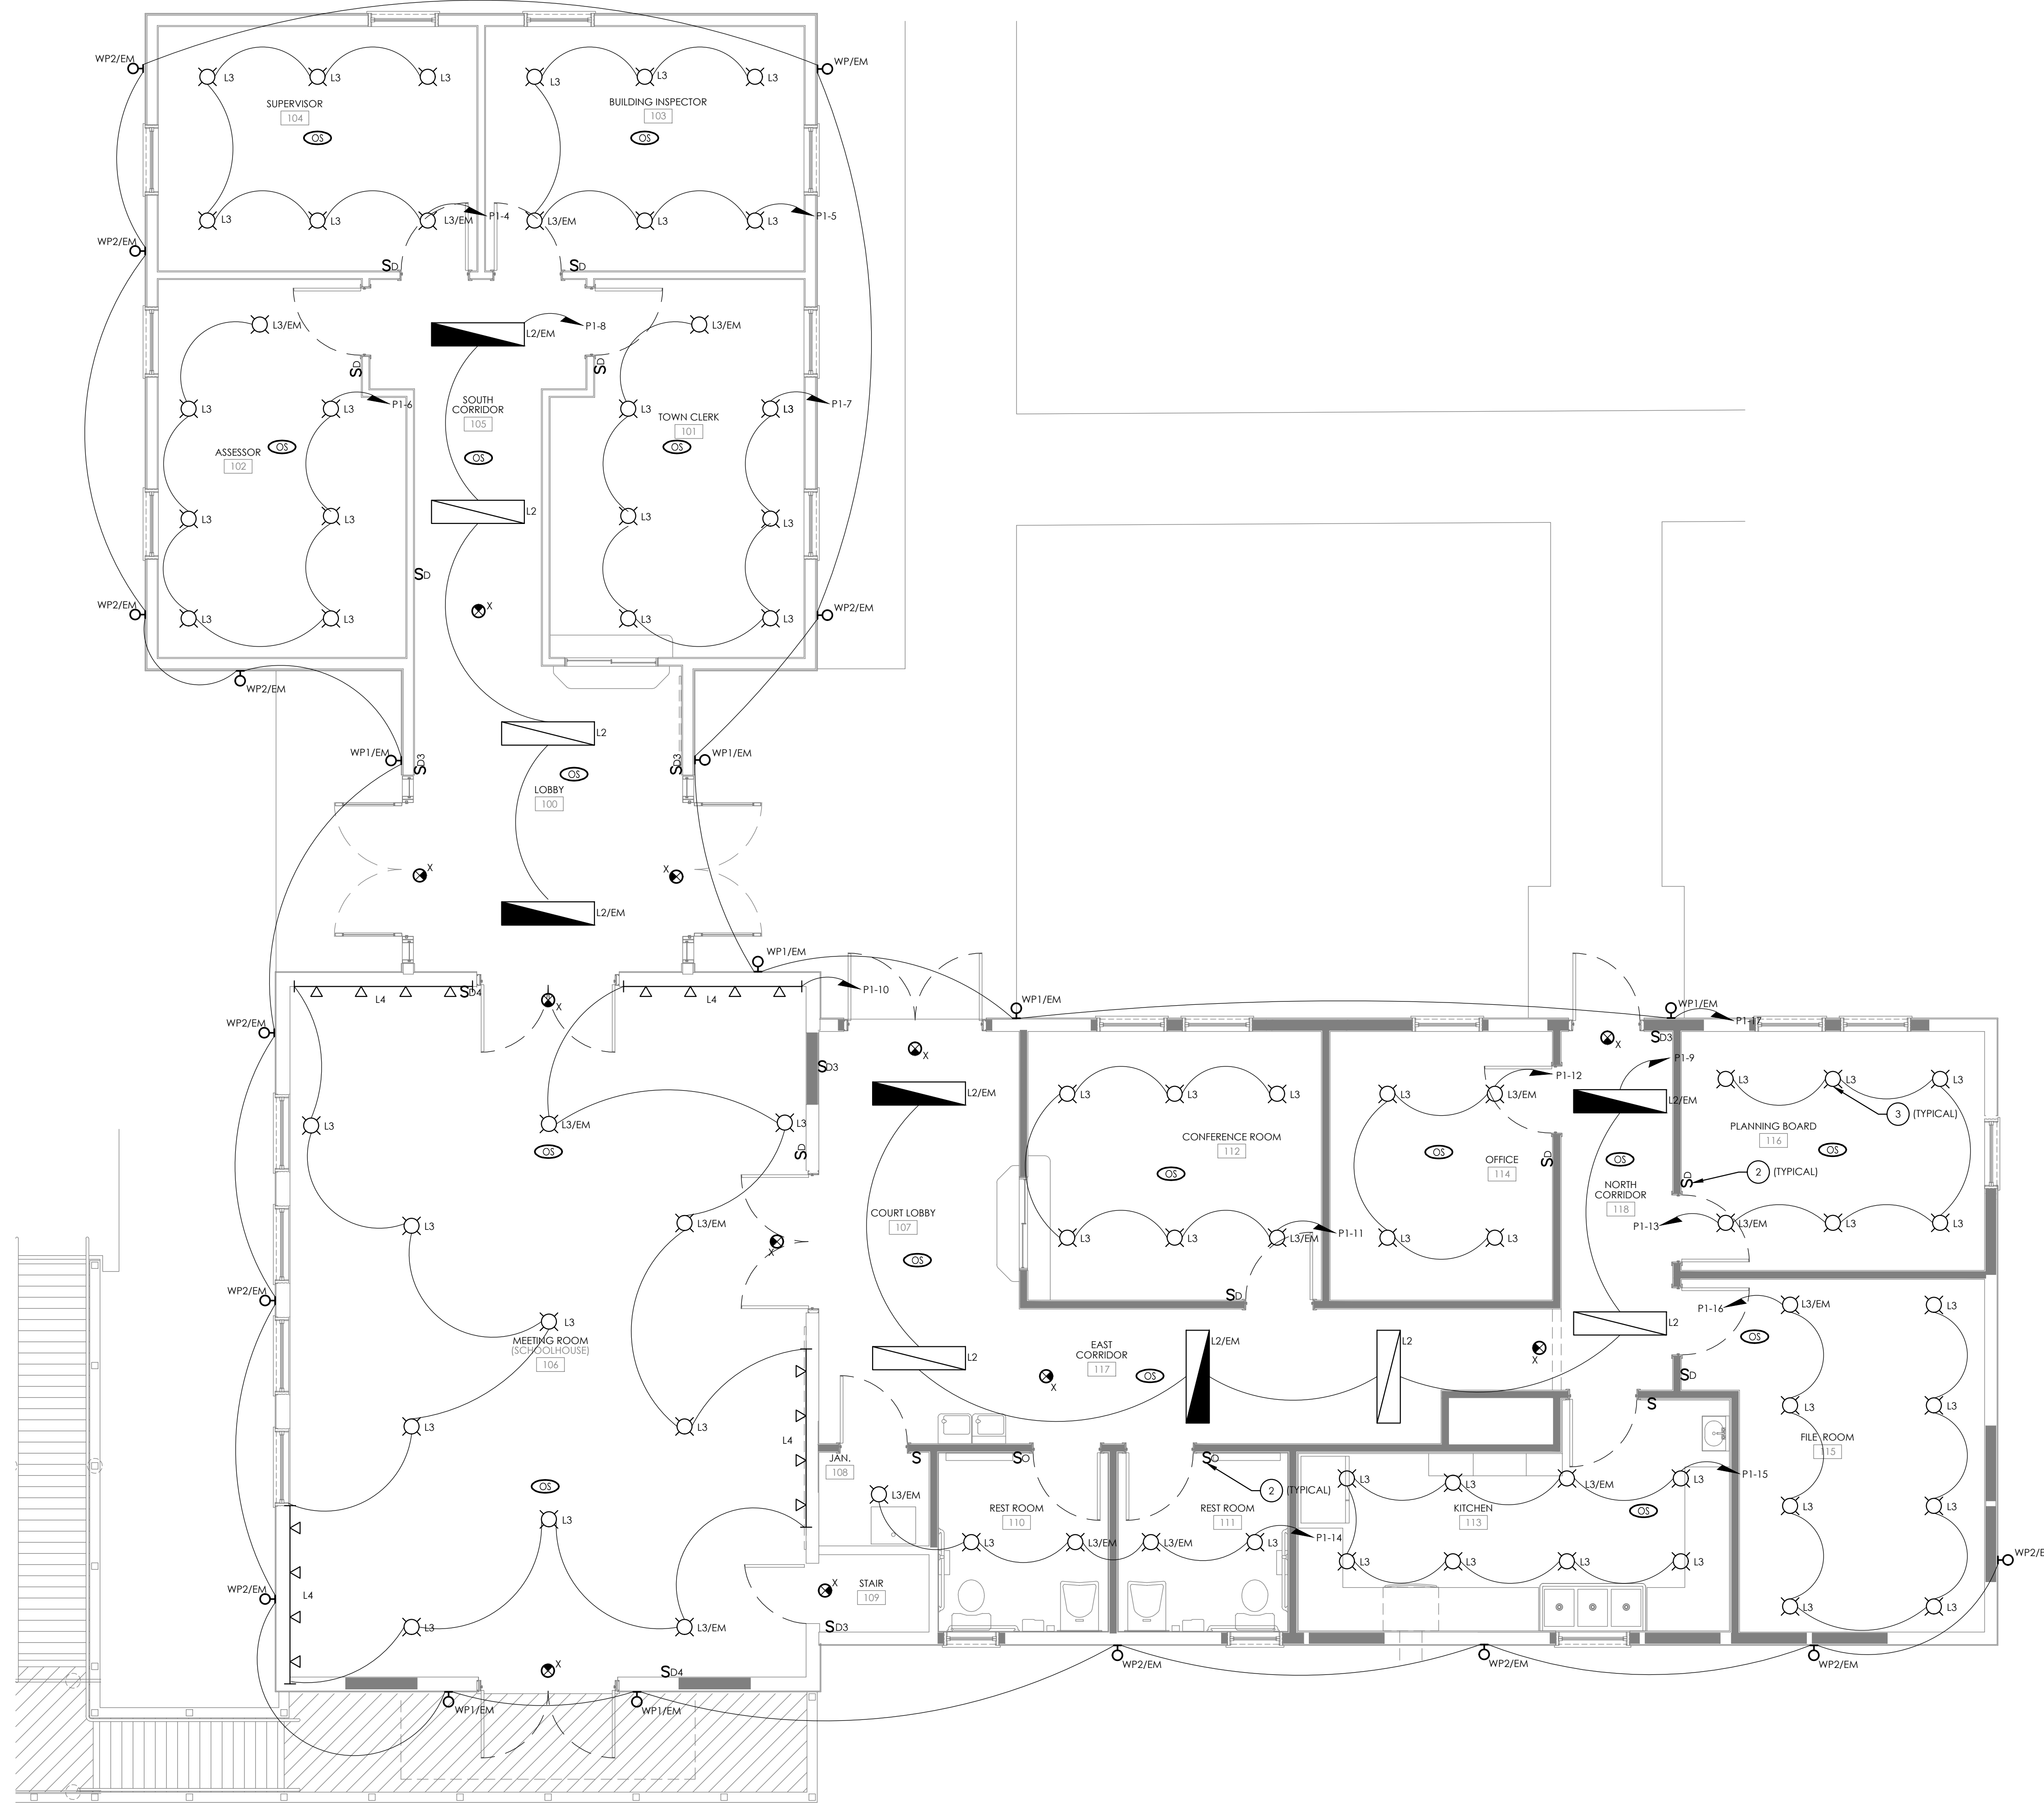 WP2/EM
WP/EM
L3
L3
L3
L3
L3
L3
SUPERVISOR
104
OS
BUILDING INSPECTOR
103
OS
L3
L3
L3/EM
P1-4
L3/EM
L3
L3
P1-5
WP2/EM
SD
SD
L3/EM
L2/EM
P1-8
L3/EM
SD
SD
L3
L3
P1-6
SOUTH
CORRIDOR
105
L3
TOWN CLERK
101
L3
P1-7
ASSESSOR
102
OS
OS
OS
L3
L3
L2
L3
L3
SD
WP2/EM
L3
L3
X
L3
L3
WP2/EM
WP2/EM
L2
WP1/EM
SD3
OS
SD3
WP1/EM
LOBBY
100
X
X
L2/EM
WP1/EM
L4
SD4
X
L4
P1-10
WP1/EM
WP1/EM
P1-17
WP2/EM
X
X
SD3
SD3
P1-9
L2/EM
L3
L3
L3
L3
L3/EM
P1-12
L2/EM
L3
L3
L3
3
(TYPICAL)
L3
L3/EM
L3
SD
OS
CONFERENCE ROOM
112
OS
OS
OFFICE
114
SD
OS
PLANNING BOARD
116
OS
2
(TYPICAL)
SD
NORTH
CORRIDOR
118
COURT LOBBY
107
L3
L3/EM
X
OS
L3
L3
L3/EM
P1-11
L3
L3
P1-13
L3/EM
L3
L3
WP2/EM
SD
P1-16
L3/EM
L3
L3
MEETING ROOM
(SCHOOLHOUSE)
106
L2
L2/EM
EAST
CORRIDOR
117
L2
X
L2
OS
X
OS
SD
L3
L3
L4
S
L3
L3
FILE ROOM
115
JAN.
108
S
SD
SD
OS
L3/EM
2
(TYPICAL)
L3
L3
L3/EM
L3
P1-15
L3
REST ROOM
110
REST ROOM
111
KITCHEN
113
OS
L3
L3
L3
L3/EM
L3/EM
L3
P1-14
L3
L3
L3
L3
WP2/EM
L4
X
STAIR
109
L3
L3
L3
L3/EM
SD3
X
SD4
WP2/EM
WP2/EM
WP2/EM
WP1/EM
WP1/EM